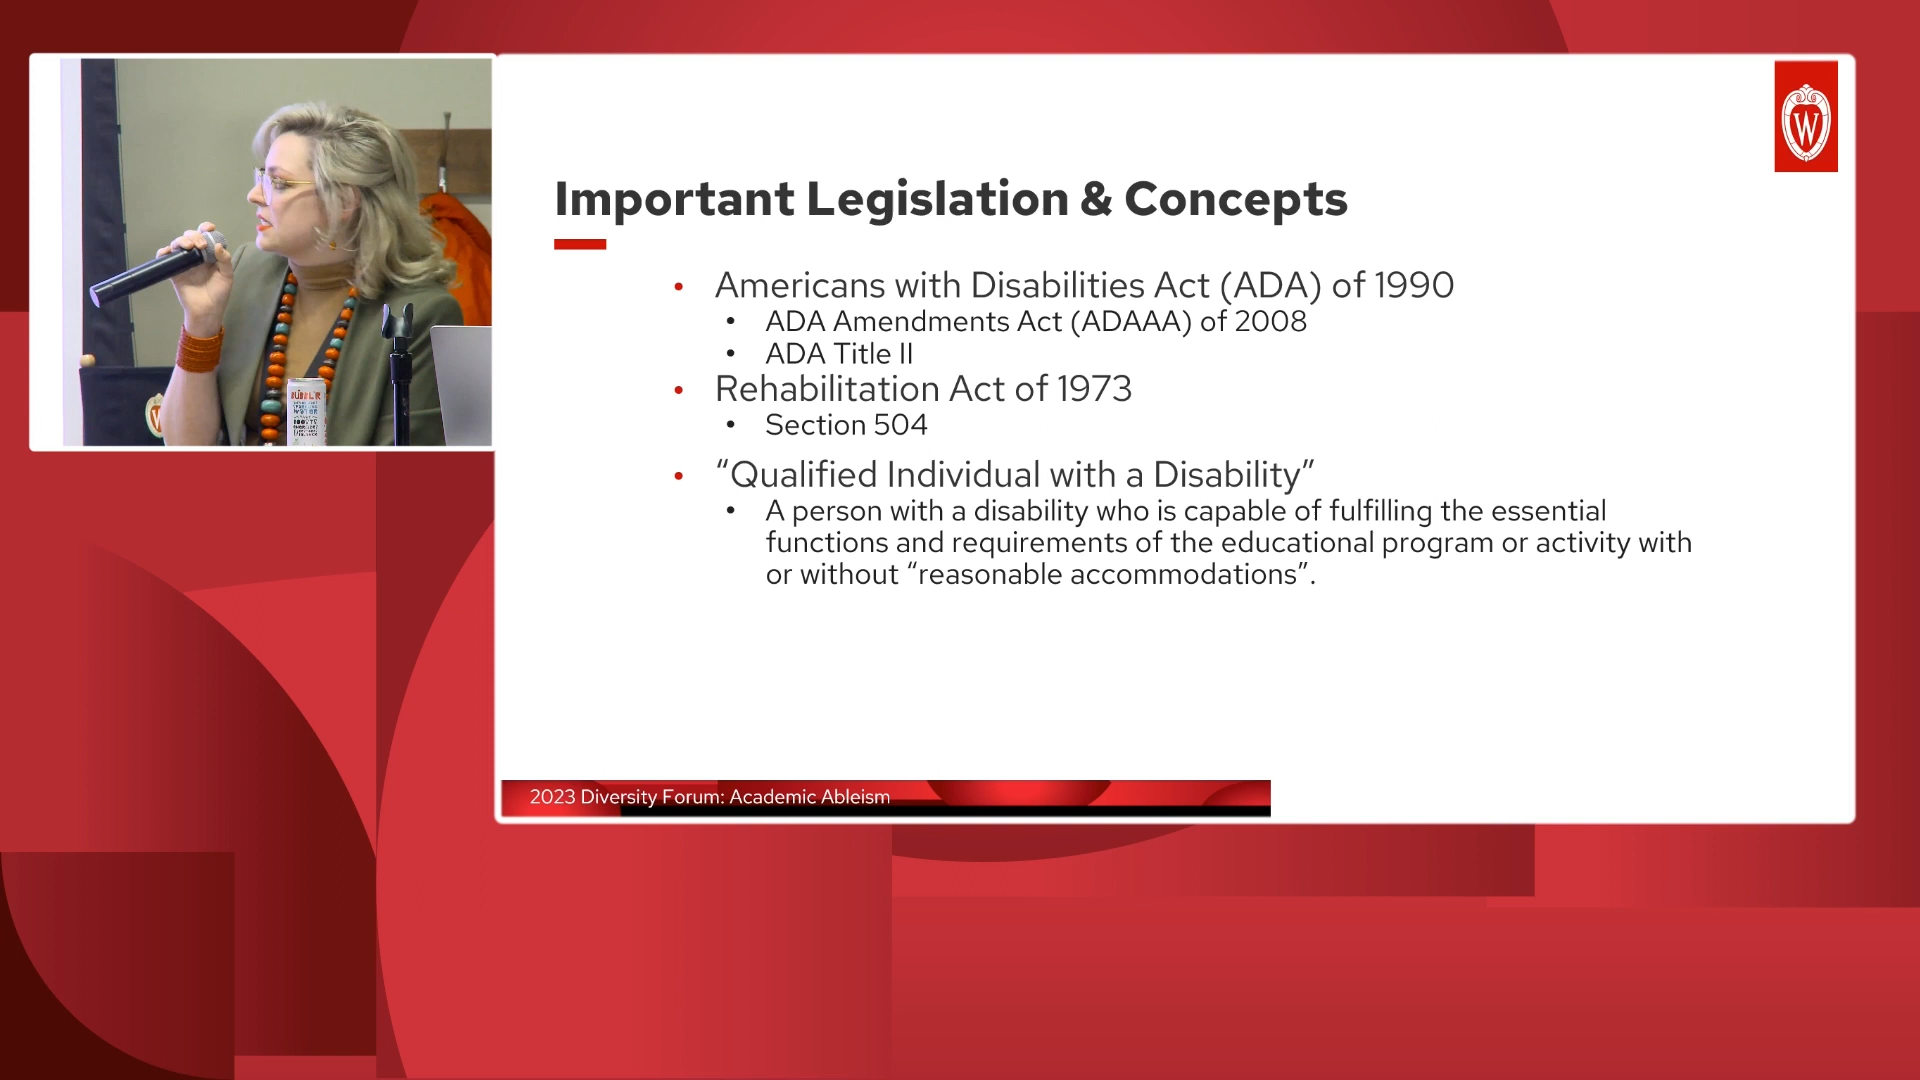 W
Important Legislation & Concepts
• Americans with Disabilities Act (ADA) of 1990
• ADA Amendments Act (ADAAA) of 2008
• ADA Title II
• Rehabilitation Act of 1973
• Section 504
• “Qualified Individual with a Disability”
• A person with a disability who is capable of fulfilling the essential
functions and requirements of the educational program or activity with
or without “reasonable accommodations”.
2023 Diversity Forum: Academic Ableism
W